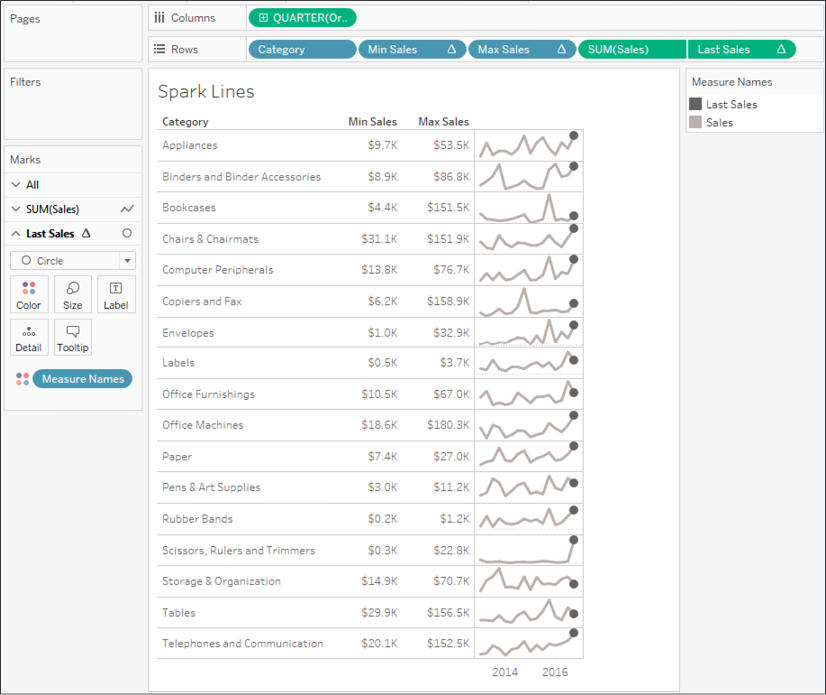 Pages
Columns
QUARTER(Or..
Rows
Category
Min Sales
Max Sales
SUM(Sales)
Last Sales
Filters
Marks
All
SUM(Sales)
Last Sales
Circle
Color
Size
Label
Detail
Tooltip
Measure Names
Spark Lines
Category Min Sales Max Sales
Appliances $9.7K $53.5K
Binders and Binder Accessories $8.9K $86.8K
Bookcases $4.4K $151.5K
Chairs & Chairmats $31.1K $151.9K
Computer Peripherals $13.8K $76.7K
Copiers and Fax $6.2K $158.9K
Envelopes $1.0K $32.9K
Labels $0.5K $3.7K
Office Furnishings $10.5K $67.0K
Office Machines $18.6K $180.3K
Paper $7.4K $27.0K
Pens & Art Supplies $3.0K $11.2K
Rubber Bands $0.2K $1.2K
Scissors, Rulers and Trimmers $0.3K $22.8K
Storage & Organization $14.9K $70.7K
Tables $29.9K $156.5K
Telephones and Communication $20.1K $152.5K
2014 2016
Measure Names
Last Sales
Sales